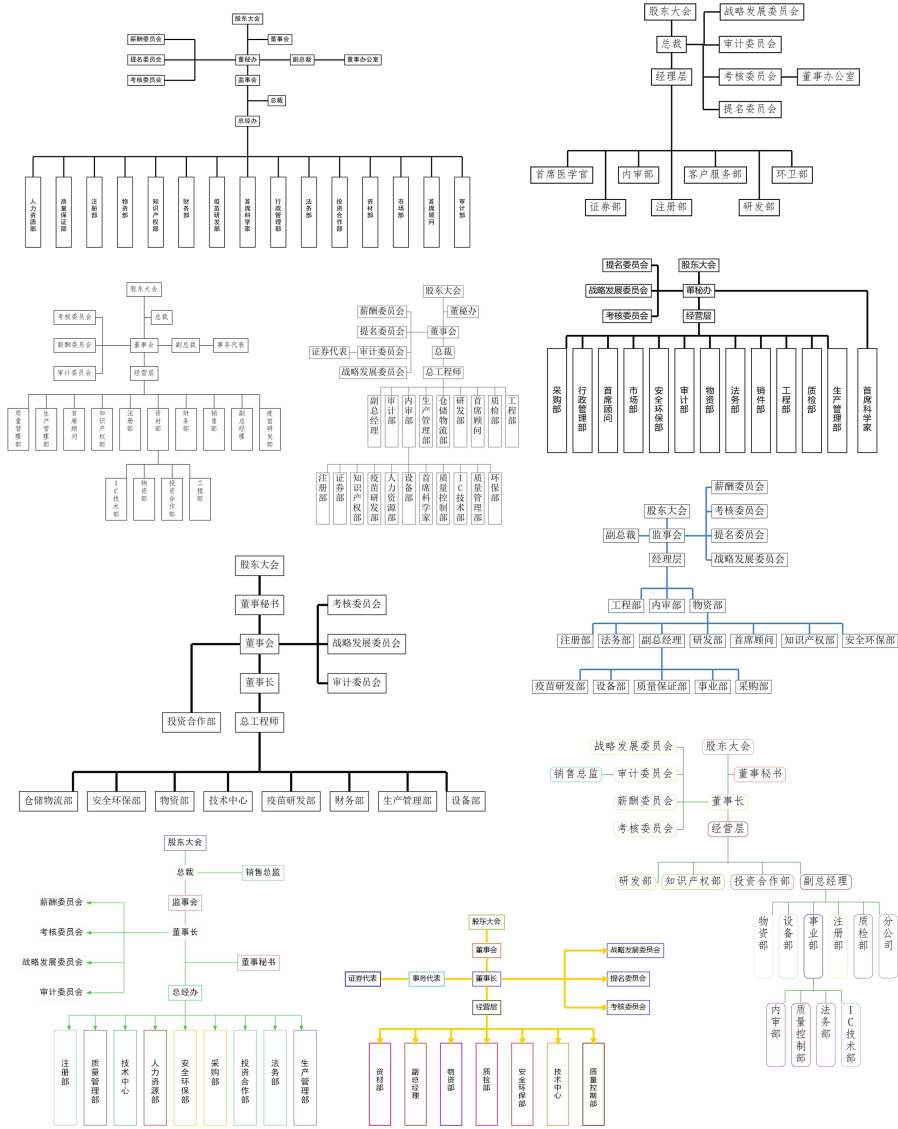 股东大会
薪酬委员会
董事会
提名委员会
董秘办
副总裁
董事办公室
考核委员会
监事会
总裁
总经办
人力资源部
质量保证部
注册部
物资部
知识产权部
财务部
疫苗研发部
首席科学家
行政管理部
法务部
投资合作部
资材部
市场部
首席顾问
审计部
股东大会
战略发展委员会
总裁
审计委员会
经理层
考核委员会
董事办公室
提名委员会
首席医学官
内审部
客户服务部
环卫部
证券部
注册部
研发部
股东大会
考核委员会
总裁
薪酬委员会
董事会
副总裁
事务代表
审计委员会
经营层
质量管理部
生产管理部
首席顾问
知识产权部
注册部
资材部
财务部
销售部
副总经理
疫苗研发部
IC技术部
物资部
投资合作部
工程部
股东大会
薪酬委员会
董秘办
提名委员会
董事会
证券代表
审计委员会
总裁
战略发展委员会
总工程师
副总经理
审计部
内审部
生产管理部
仓储物流部
研发部
首席顾问
质检部
工程部
注册部
证券部
知识产权部
疫苗研发部
人力资源部
设备部
首席科学家
质量控制部
IC技术部
质量管理部
环保部
提名委员会
股东大会
战略发展委员会
董秘办
考核委员会
经营层
采购部
行政管理部
首席顾问
市场部
安全环保部
审计部
物资部
法务部
销件部
工程部
质检部
生产管理部
首席科学家
薪酬委员会
股东大会
考核委员会
副总裁
监事会
提名委员会
经理层
战略发展委员会
工程部
内审部
物资部
注册部
法务部
副总经理
研发部
首席顾问
知识产权部
安全环保部
疫苗研发部
设备部
质量保证部
事业部
采购部
股东大会
董事秘书
考核委员会
董事会
战略发展委员会
董事长
审计委员会
投资合作部
总工程师
仓储物流部
安全环保部
物资部
技术中心
疫苗研发部
财务部
生产管理部
设备部
战略发展委员会
股东大会
销售总监
审计委员会
董事秘书
薪酬委员会
董事长
考核委员会
经营层
研发部
知识产权部
投资合作部
副总经理
物资部
设备部
事业部
注册部
质检部
分公司
内审部
质量控制部
法务部
IC技术部
股东大会
总裁
销售总监
薪酬委员会
监事会
考核委员会
董事长
战略发展委员会
董事秘书
审计委员会
总经办
注册部
质量管理部
技术中心
人力资源部
安全环保部
采购部
投资合作部
法务部
生产管理部
股东大会
董事会
战略发展委员会
证券代表
事务代表
董事长
提名委员会
经营层
考核委员会
资材部
副总经理
物资部
质检部
安全环保部
技术中心
质量控制部